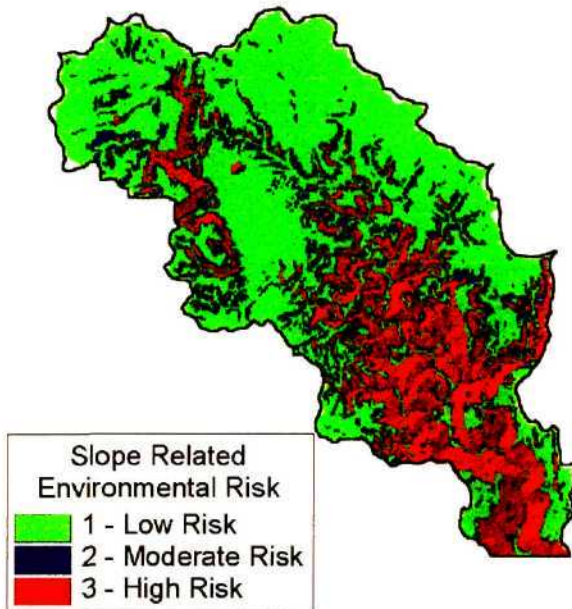 Slope Related
Environmental Risk
1 - Low Risk
2 - Moderate Risk
3 - High Risk